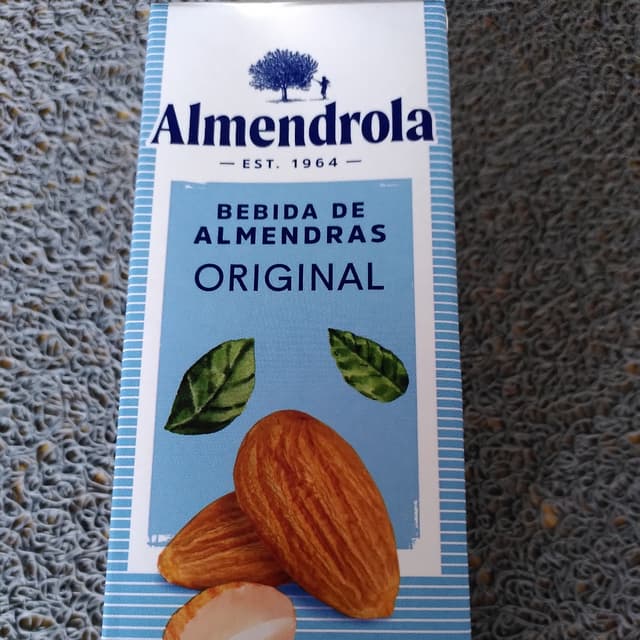 Almendrola
EST. 1964
BEBIDA DE
ALMENDRAS
ORIGINAL